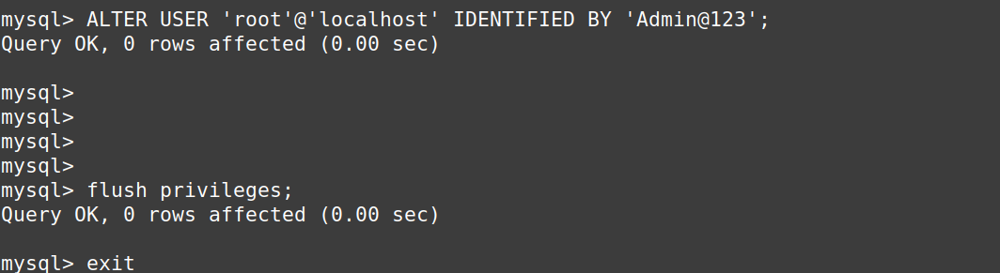 mysql> ALTER USER 'root'@'localhost' IDENTIFIED BY 'Admin@123';
Query OK, 0 rows affected (0.00 sec)
mysql>
mysql>
mysql>
mysql>
mysql> flush privileges;
Query OK, 0 rows affected (0.00 sec)
mysql> exit